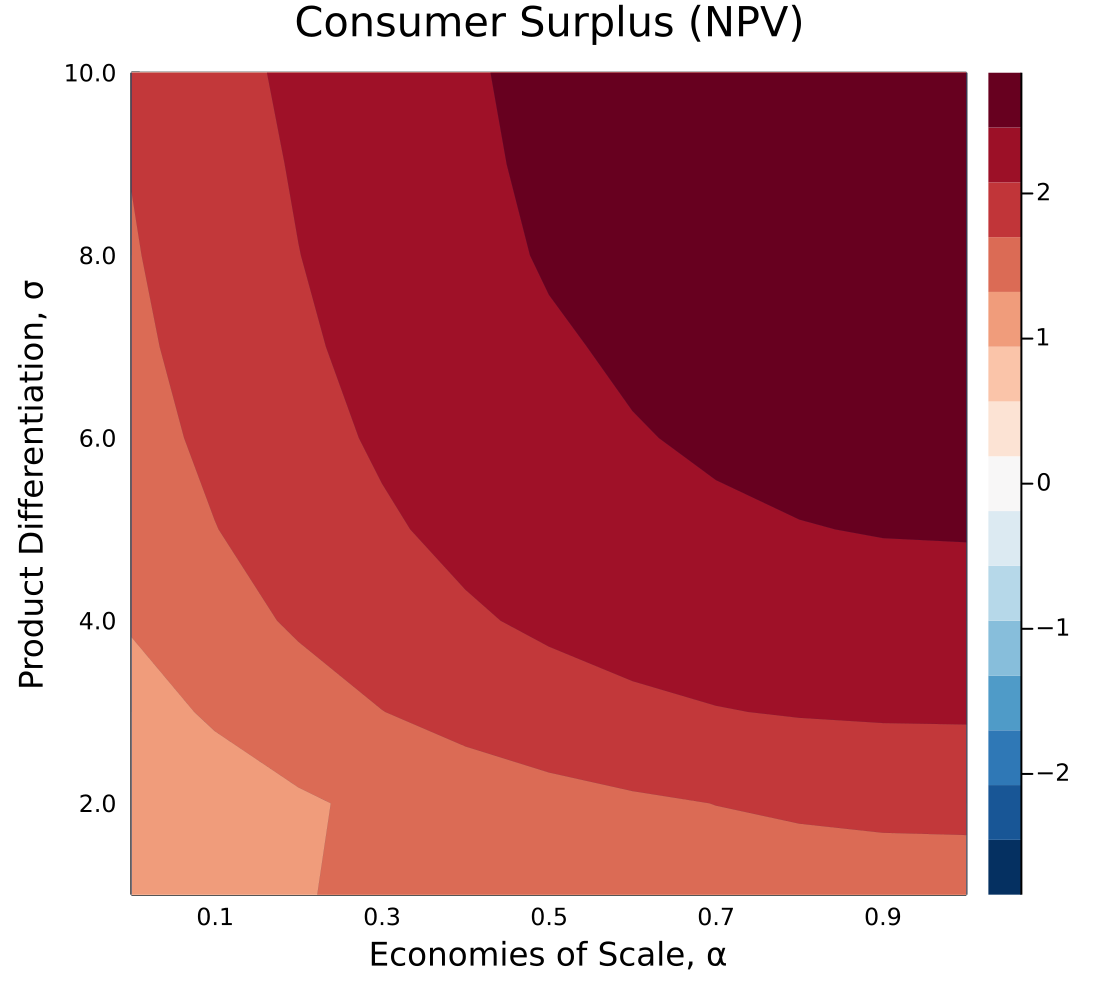 Consumer Surplus (NPV)
10.0
8.0
6.0
4.0
2.0
Product Differentiation, σ
0.1 0.3 0.5 0.7 0.9
Economies of Scale, α
2
1
0
−1
−2